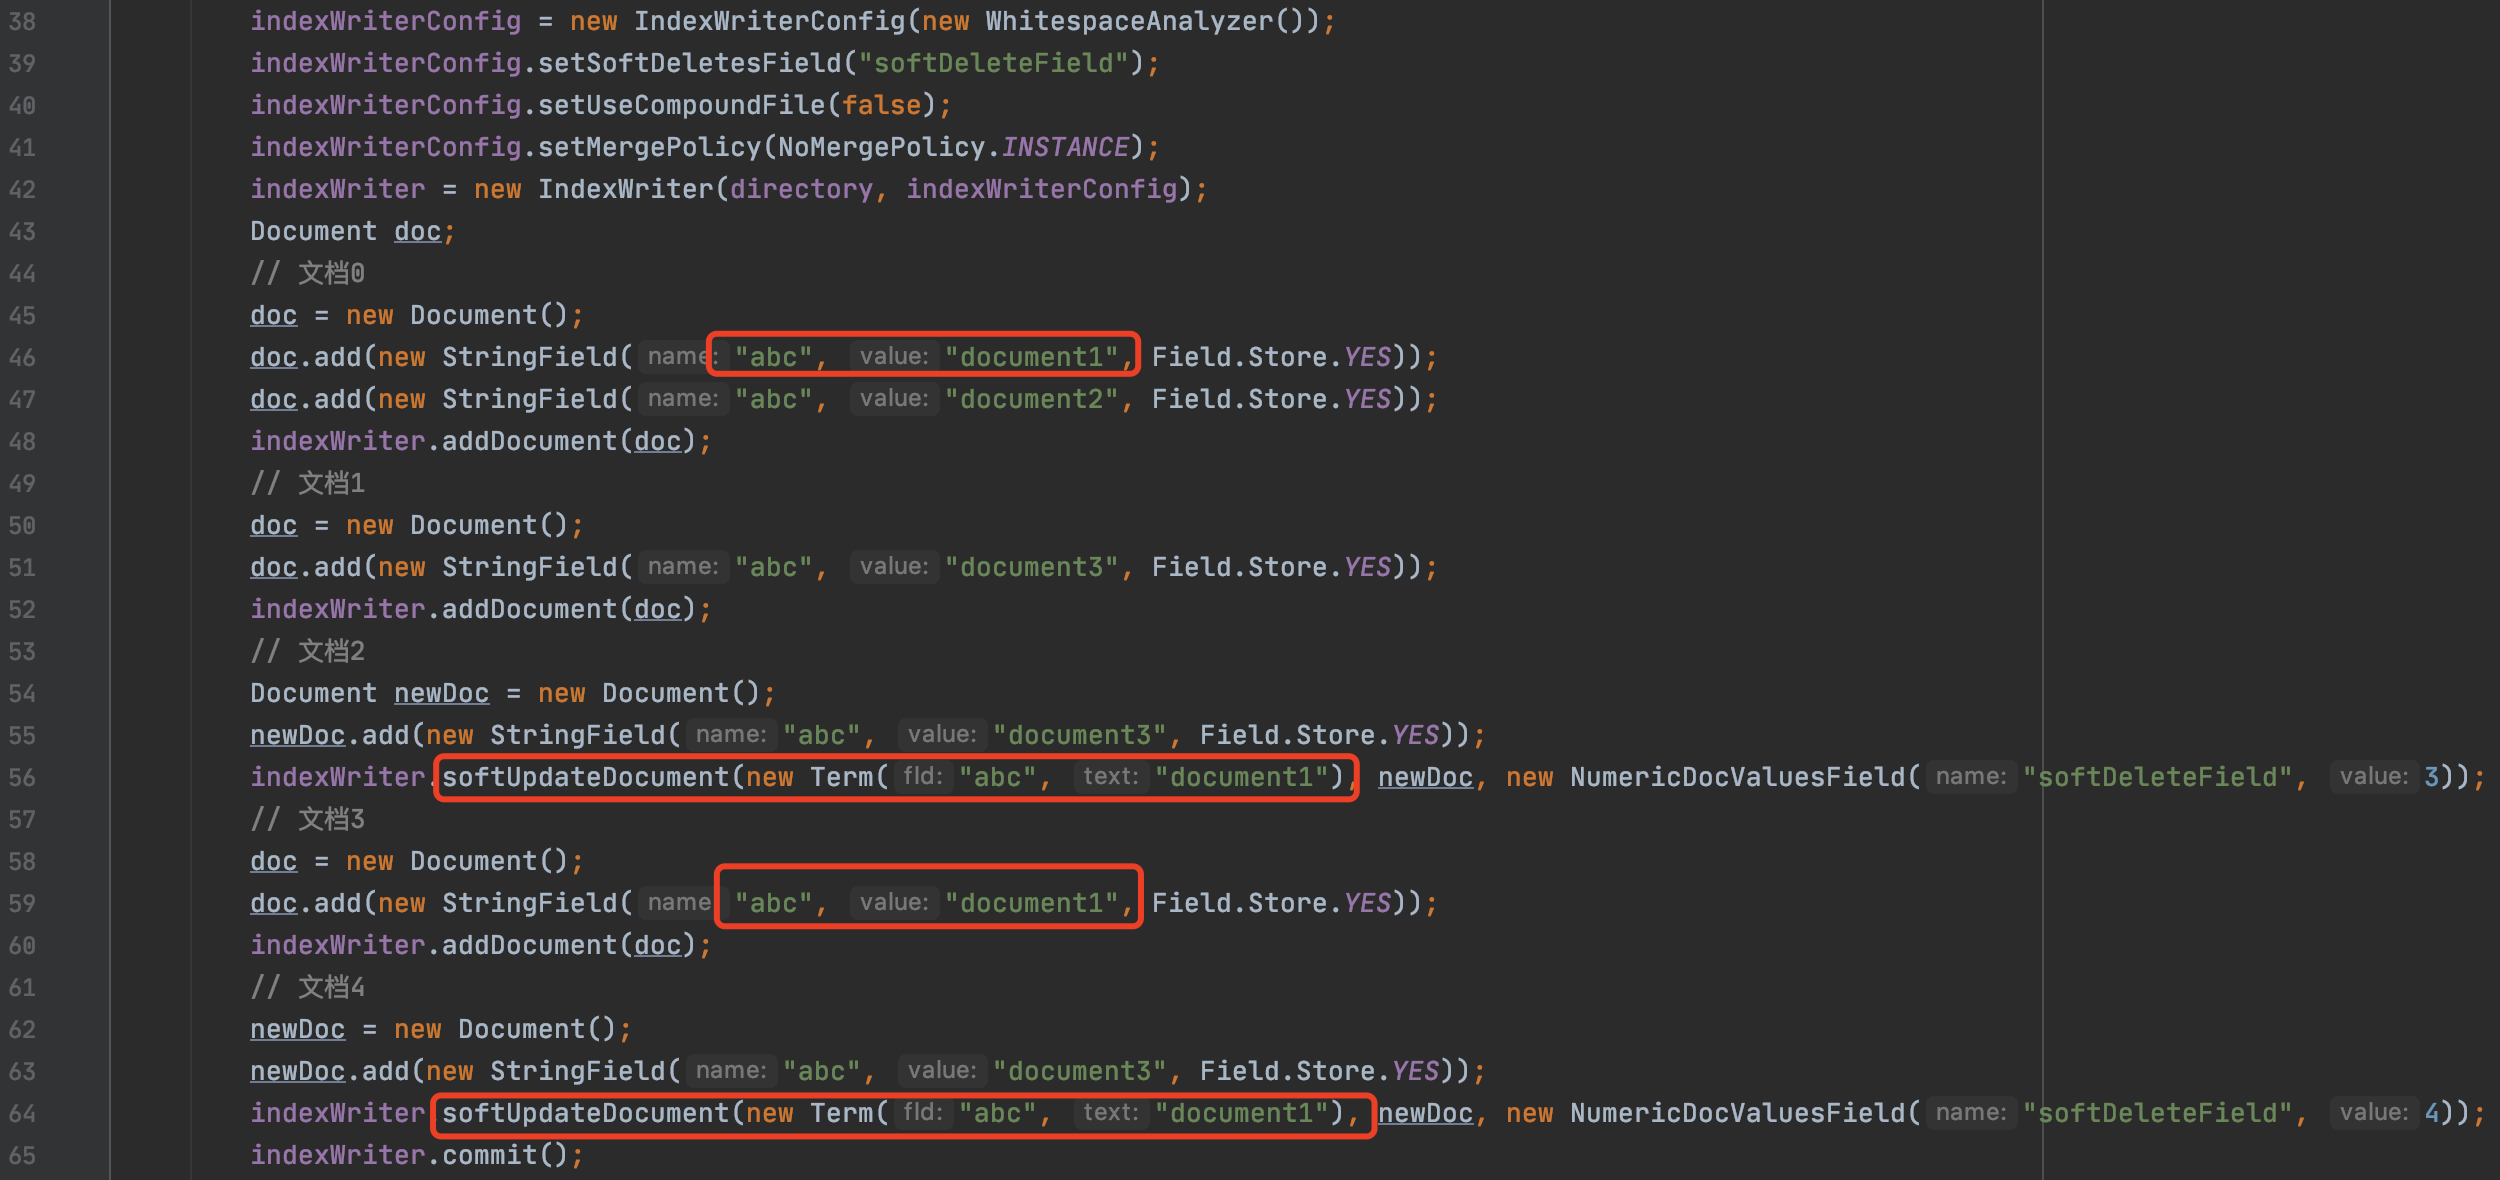 38 indexWriterConfig = new IndexWriterConfig(new WhitespaceAnalyzer());
39 indexWriterConfig.setSoftDeletesField("softDeleteField");
40 indexWriterConfig.setUseCompoundFile(false);
41 indexWriterConfig.setMergePolicy(NoMergePolicy.INSTANCE);
42 indexWriter = new IndexWriter(directory, indexWriterConfig);
43 Document doc;
44 // 文档0
45 doc = new Document();
46 doc.add(new StringField( name: "abc", value: "document1", Field.Store.YES));
47 doc.add(new StringField( name: "abc", value: "document2", Field.Store.YES));
48 indexWriter.addDocument(doc);
49 // 文档1
50 doc = new Document();
51 doc.add(new StringField( name: "abc", value: "document3", Field.Store.YES));
52 indexWriter.addDocument(doc);
53 // 文档2
54 Document newDoc = new Document();
55 newDoc.add(new StringField( name: "abc", value: "document3", Field.Store.YES));
56 indexWriter.softUpdateDocument(new Term( fld: "abc", text: "document1"), newDoc, new NumericDocValuesField( name: "softDeleteField", value: 3));
57 // 文档3
58 doc = new Document();
59 doc.add(new StringField( name "abc", value: "document1", Field.Store.YES));
60 indexWriter.addDocument(doc);
61 // 文档4
62 newDoc = new Document();
63 newDoc.add(new StringField( name: "abc", value: "document3", Field.Store.YES));
64 indexWriter softUpdateDocument(new Term( fld: "abc", text: "document1"), newDoc, new NumericDocValuesField( name: "softDeleteField", value: 4));
65 indexWriter.commit();